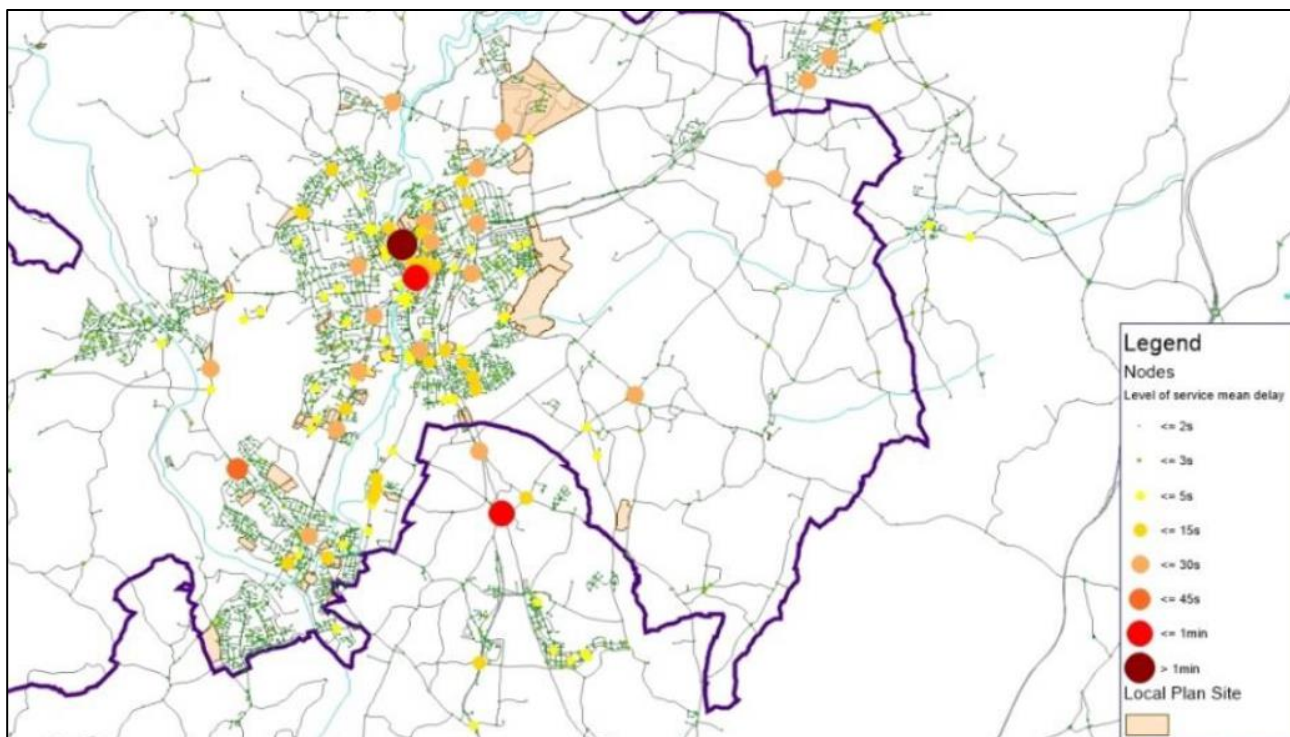 Legend
Nodes
Level of service mean delay
<= 2s
<= 3s
<= 5s
<= 15s
<= 30s
<= 45s
<= 1min
> 1min
Local Plan Site